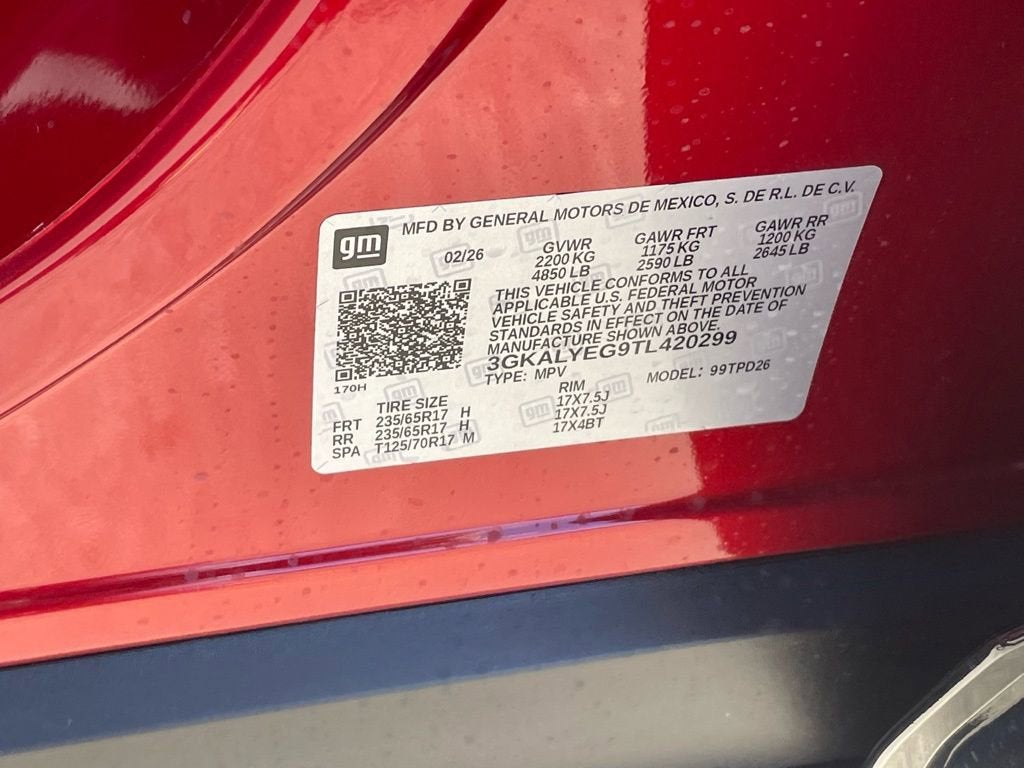 gm
MFD BY GENERAL MOTORS DE MEXICO, S. DE R.L. DE C.V.
02/26
GVWR
2200 KG
4850 LB
GAWR FRT
1175 KG
2590 LB
GAWR RR
1200 KG
2645 LB
THIS VEHICLE CONFORMS TO ALL
APPLICABLE U.S. FEDERAL MOTOR
VEHICLE SAFETY AND THEFT PREVENTION
STANDARDS IN EFFECT ON THE DATE OF
MANUFACTURE SHOWN ABOVE.
3GKALYEG9TL420299
TYPE: MPV MODEL: 99TPD26
170H
TIRE SIZE RIM
FRT 235/65R17 H 17X7.5J
RR 235/65R17 H 17X7.5J
SPA T125/70R17 M 17X4BT